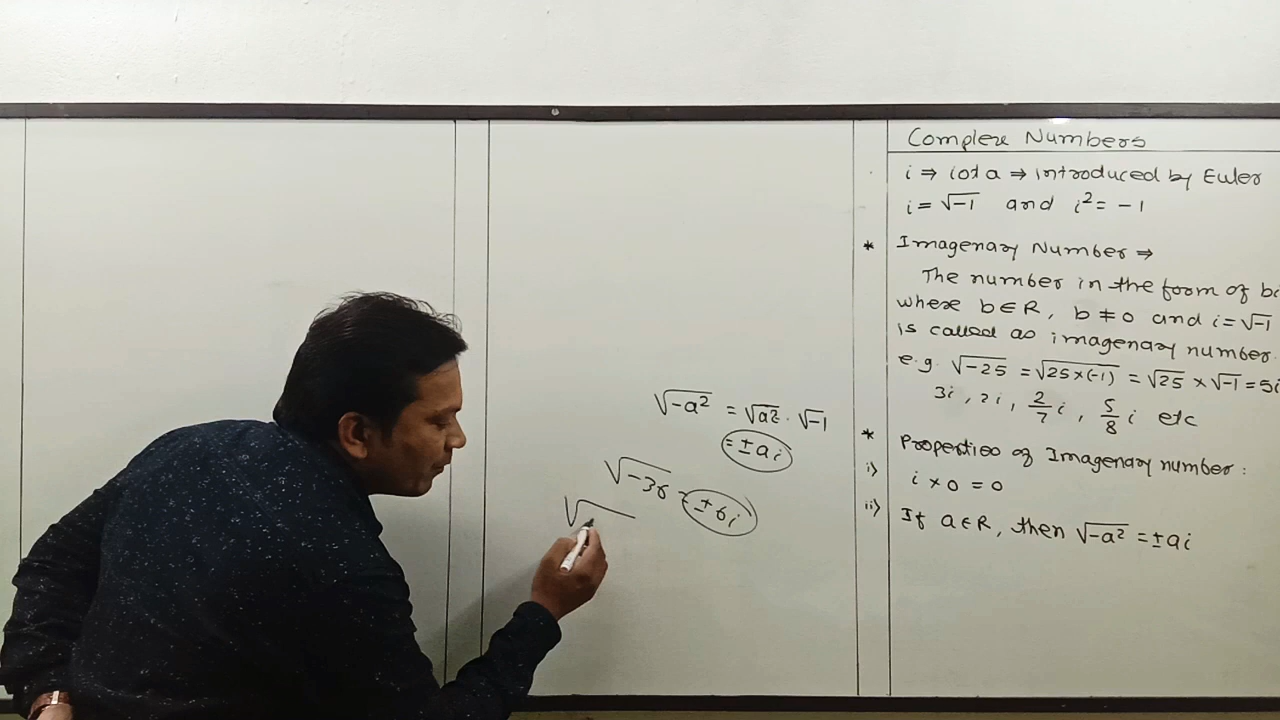 √-a² = √a². √-1
= ± ai
√-36 = ± 6i
√
Complex Numbers
i ⇒ iota ⇒ introduced by Euler
i = √-1 and i² = -1
* Imagenary Number ⇒
The number in the form of bi
where b∈R, b ≠ 0 and i = √-1
is called as imagenary number.
e.g. √-25 = √25×(-1) = √25 × √-1 = 5i
3i, 2i, 2/7 i, 5/8 i etc
* Properties of Imagenary number :
i) i × 0 = 0
ii) If a∈R, then √-a² = ± ai